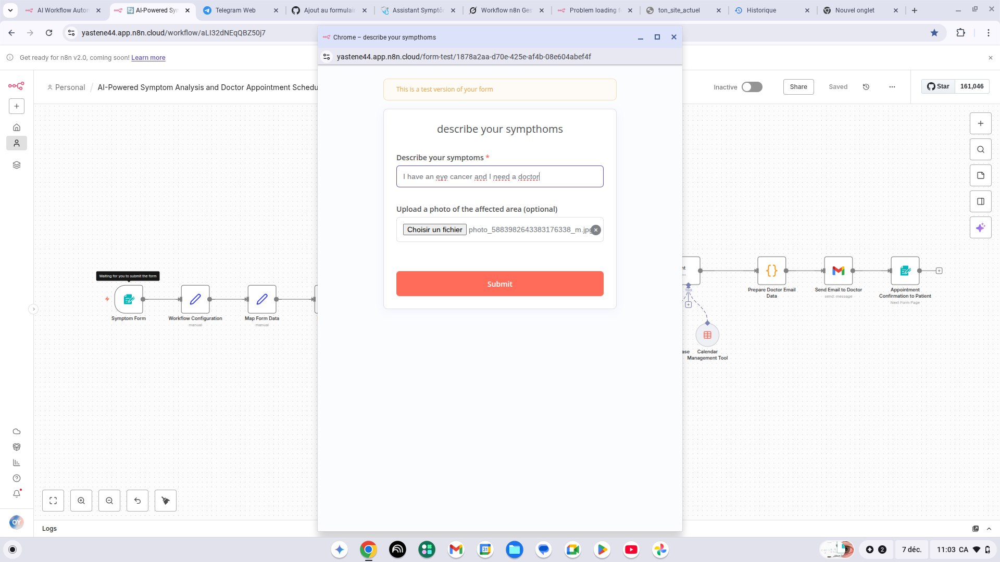 AI Workflow Auton
AI-Powered Sy
Telegram Web
Ajout au formulai
Assistant Symptô
Workflow n8n Ges
Problem loading f
ton_site_actuel
Historique
Nouvel onglet
yastene44.app.n8n.cloud/workflow/aLI32dNEqQBZ50j7
Get ready for n8n v2.0, coming soon! Learn more
Personal / AI-Powered Symptom Analysis and Doctor Appointment Schedu
Inactive
Share
Saved
Star 161,046
Chrome – describe your sympthoms
yastene44.app.n8n.cloud/form-test/1878a2aa-d70e-425e-af4b-08e604abef4f
This is a test version of your form
describe your sympthoms
Describe your symptoms *
I have an eye cancer and I need a doctor
Upload a photo of the affected area (optional)
Choisir un fichier photo_5883982643383176338_m.jpg
Submit
Waiting for you to submit the form
Symptom Form
Workflow Configuration
manual
Map Form Data
manual
nt
...
Tool
Prepare Doctor Email
Data
Send Email to Doctor
send: message
Appointment
Confirmation to Patient
Next Form Page
ase
Calendar
Management Tool
OY
Logs
31
2
7 déc.
11:03 CA